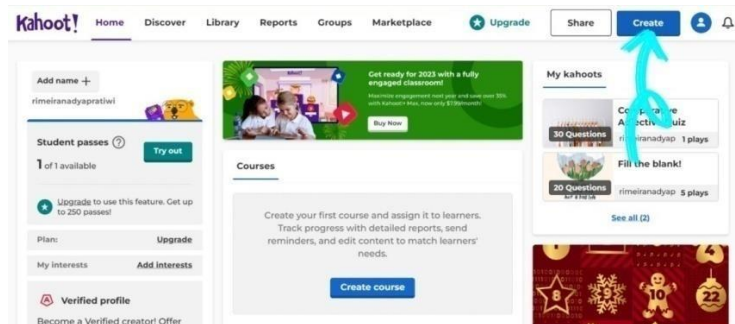 Kahoot!
Home
Discover
Library
Reports
Groups
Marketplace
Upgrade
Share
Create
Add name +
rimeiranadyapratiwi
Student passes ?
1 of 1 available
Try out
Upgrade to use this feature. Get up
to 250 passes!
Plan:
Upgrade
My interests
Add interests
Verified profile
Become a Verified creator! Offer
Get ready for 2023 with a fully
engaged classroom!
Maximize engagement next year and save over 35%
with Kahoot!+ Max, now only
Buy Now
Courses
Create your first course and assign it to learners.
Track progress with detailed reports, send
reminders, and edit content to match learners'
needs.
Create course
My kahoots
30 Questions
rimeiranadyap
1 plays
Fill the blank!
20 Questions
rimeiranadyap
5 plays
See all (2)
8
9
10
4
22